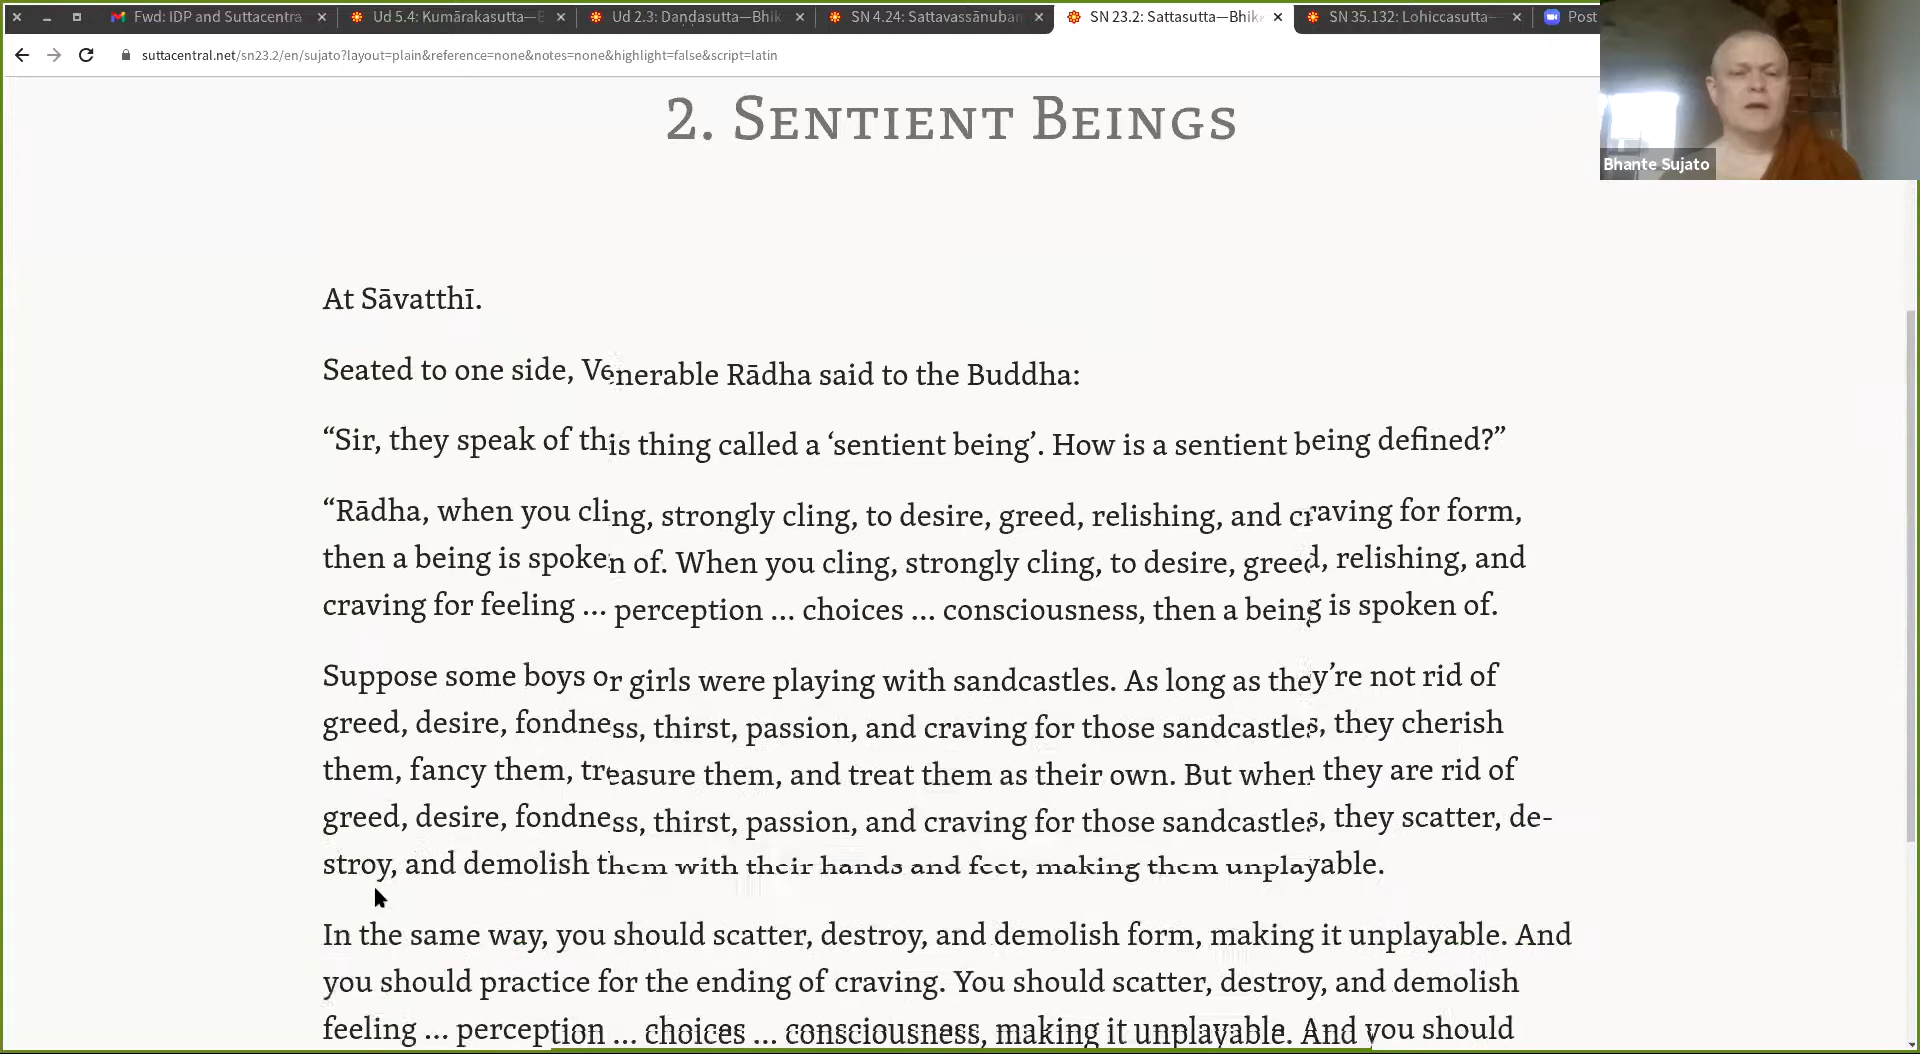 Fwd: IDP and Suttacentra
Ud 5.4: Kumārakasutta—B
Ud 2.3: Daṇḍasutta—Bhik
SN 4.24: Sattavassānuban
SN 23.2: Sattasutta—Bhik
SN 35.132: Lohiccasutta—
Post
suttacentral.net/sn23.2/en/sujato?layout=plain&reference=none&notes=none&highlight=false&script=latin
Bhante Sujato
2. Sentient Beings
At Sāvatthī.
Seated to one side, Venerable Rādha said to the Buddha:
“Sir, they speak of this thing called a ‘sentient being’. How is a sentient being defined?”
“Rādha, when you cling, strongly cling, to desire, greed, relishing, and craving for form,
then a being is spoken of. When you cling, strongly cling, to desire, greed, relishing, and
craving for feeling … perception … choices … consciousness, then a being is spoken of.
Suppose some boys or girls were playing with sandcastles. As long as they’re not rid of
greed, desire, fondness, thirst, passion, and craving for those sandcastles, they cherish
them, fancy them, treasure them, and treat them as their own. But when they are rid of
greed, desire, fondness, thirst, passion, and craving for those sandcastles, they scatter, de-
stroy, and demolish them with their hands and feet, making them unplayable.
In the same way, you should scatter, destroy, and demolish form, making it unplayable. And
you should practice for the ending of craving. You should scatter, destroy, and demolish
feeling … perception … choices … consciousness, making it unplayable. And you should